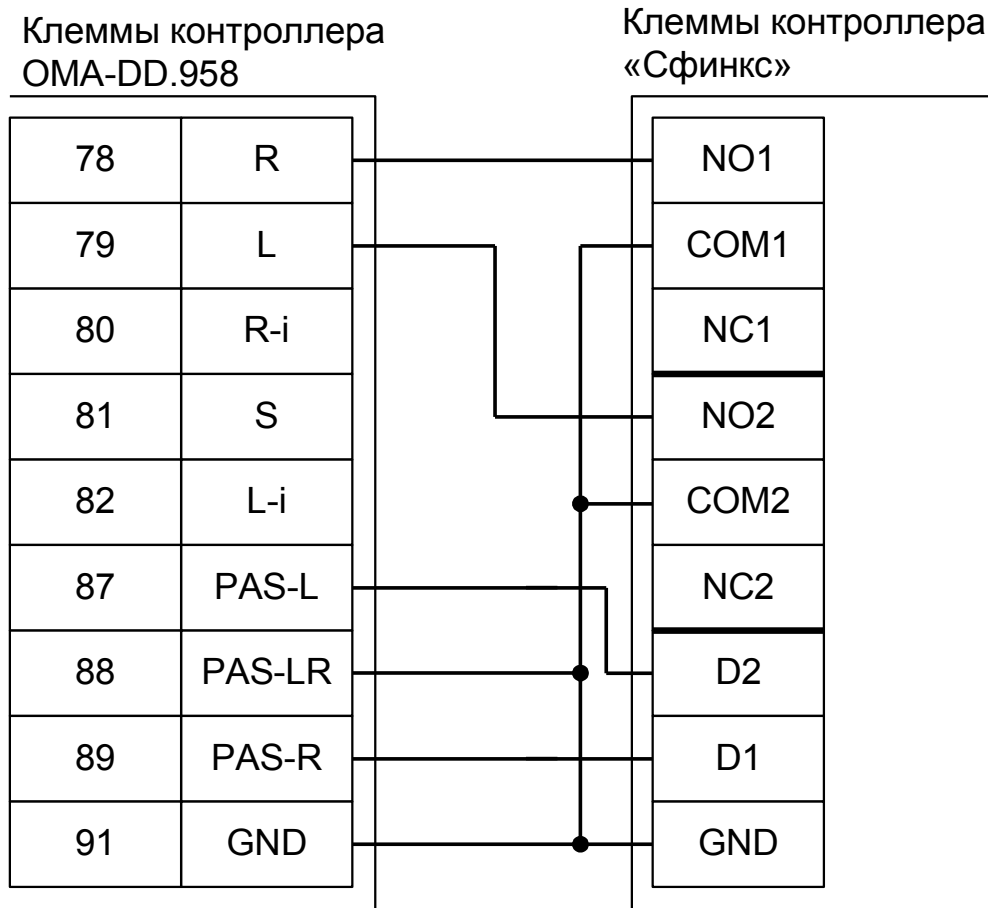 Клеммы контроллера
OMA-DD.958
Клеммы контроллера
«Сфинкс»
78 R
79 L
80 R-i
81 S
82 L-i
87 PAS-L
88 PAS-LR
89 PAS-R
91 GND
NO1
COM1
NC1
NO2
COM2
NC2
D2
D1
GND